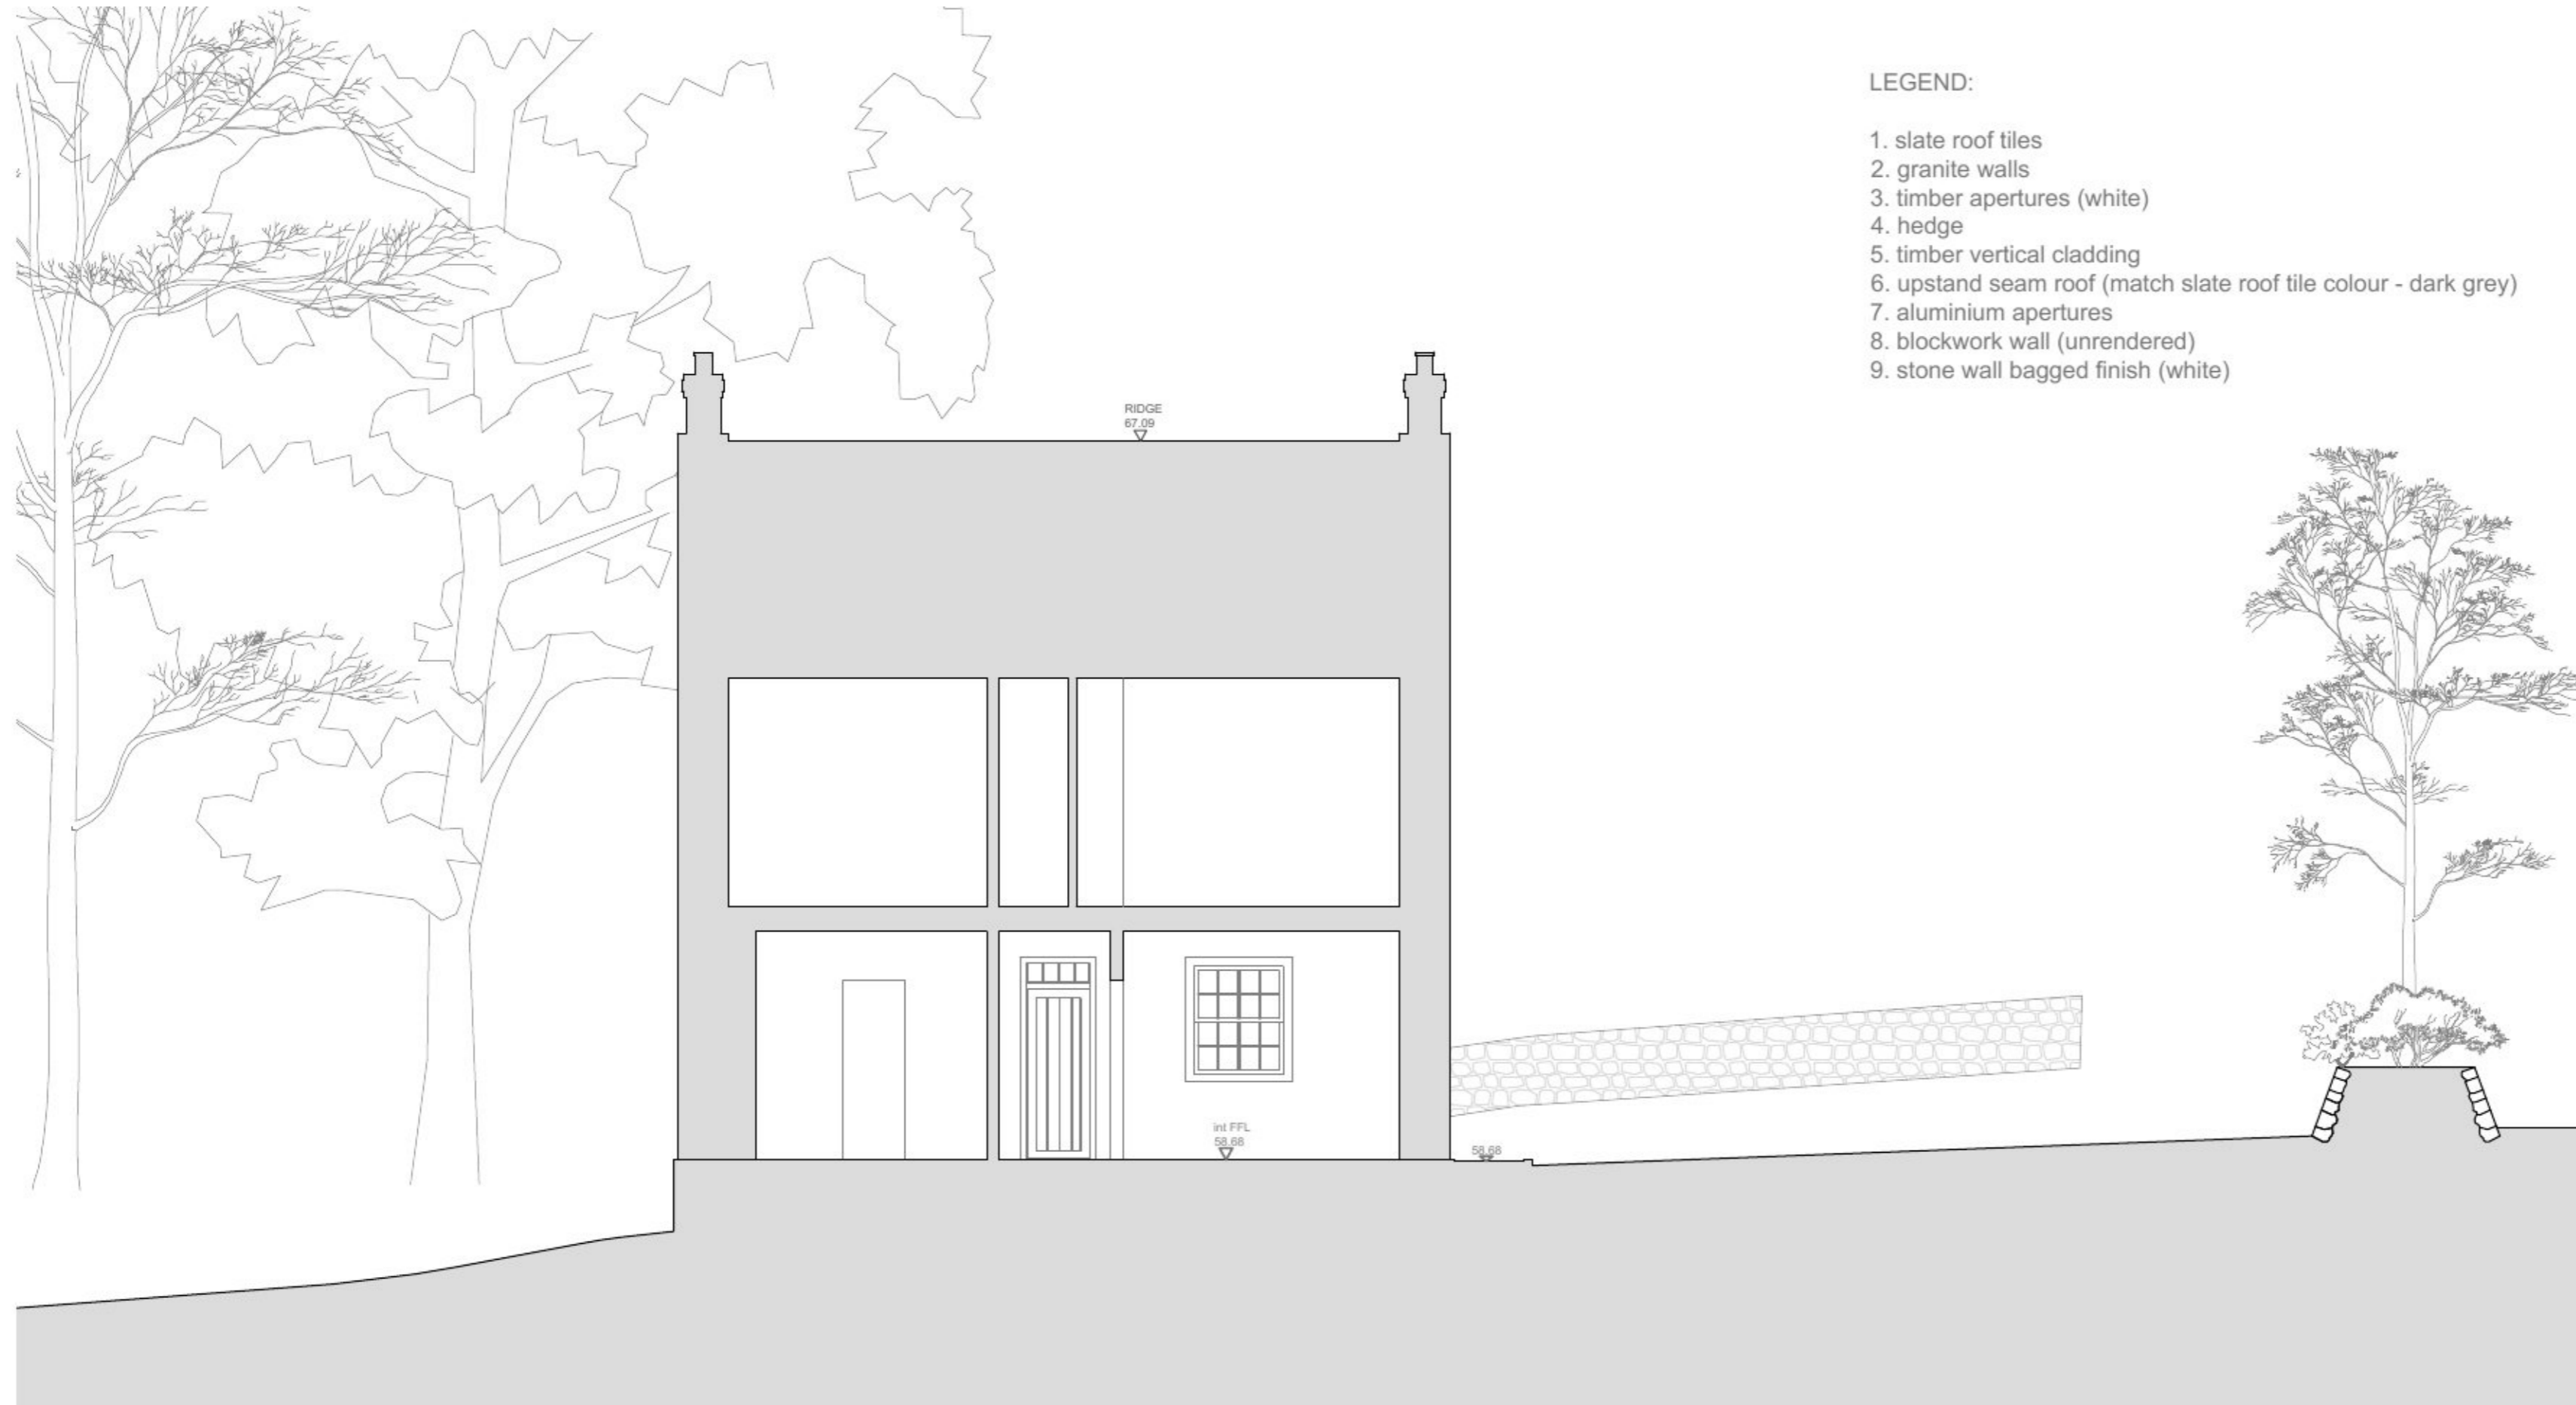 LEGEND:
1. slate roof tiles
2. granite walls
3. timber apertures (white)
4. hedge
5. timber vertical cladding
6. upstand seam roof (match slate roof tile colour - dark grey)
7. aluminium apertures
8. blockwork wall (unrendered)
9. stone wall bagged finish (white)
RIDGE
67.09
int FFL
58.68
58.68